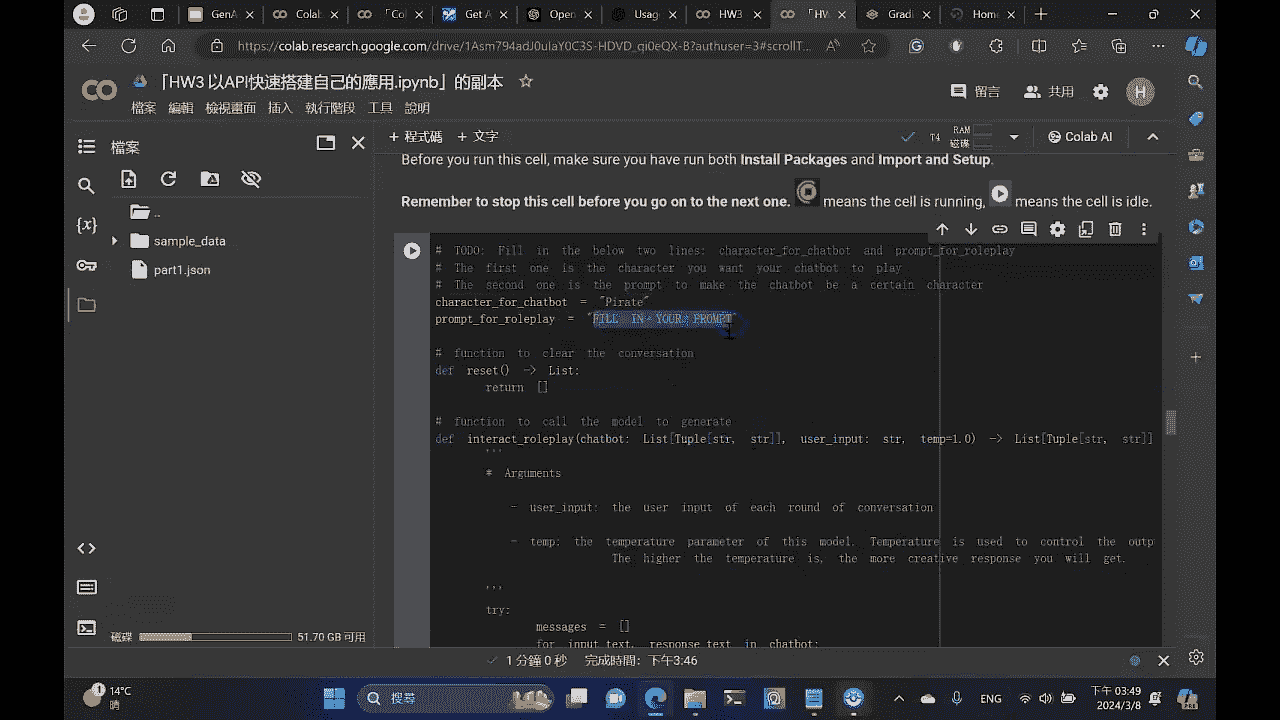 GenA
Colab
「Col
Get A
Open
Usag
HW3
「HW
Gradi
Home
https://colab.research.google.com/drive/1Asm794adJ0ulaY0C3S-HDVD_qi0eQX-B?authuser=3#scrollT...
「HW3 以API快速搭建自己的應用.ipynb」的副本
留言
共用
H
檔案 編輯 檢視畫面 插入 執行階段 工具 說明
檔案
+ 程式碼 + 文字
T4
RAM
磁碟
Colab AI
..
sample_data
part1.json
Before you run this cell, make sure you have run both Install Packages and Import and Setup.
Remember to stop this cell before you go on to the next one. means the cell is running, means the cell is idle.
# TODO: Fill in the below two lines: character_for_chatbot and prompt_for_roleplay
# The first one is the character you want your chatbot to play
# The second one is the prompt to make the chatbot be a certain character
character_for_chatbot = "Pirate"
prompt_for_roleplay = "FILL IN YOUR PROMPT"
# function to clear the conversation
def reset() -> List:
return []
# function to call the model to generate
def interact_roleplay(chatbot: List[Tuple[str, str]], user_input: str, temp=1.0) -> List[Tuple[str, str]]
'''
# Arguments
- user_input: the user input of each round of conversation
- temp: the temperature parameter of this model. Temperature is used to control the outp
The higher the temperature is, the more creative response you will get.
'''
try:
messages = []
for input_text, response_text in chatbot:
磁碟
51.70 GB 可用
1 分鐘 0 秒 完成時間：下午3:46
1
14°C
晴
搜尋
ENG
下午 03:49
2024/3/8